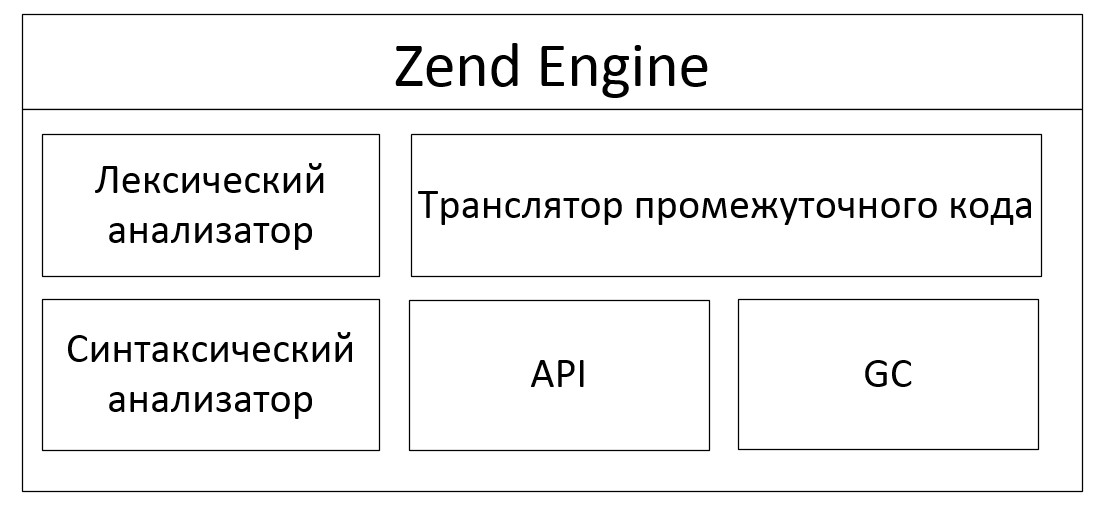 Zend Engine
Лексический
анализатор
Транслятор промежуточного кода
Синтаксический
анализатор
API
GC